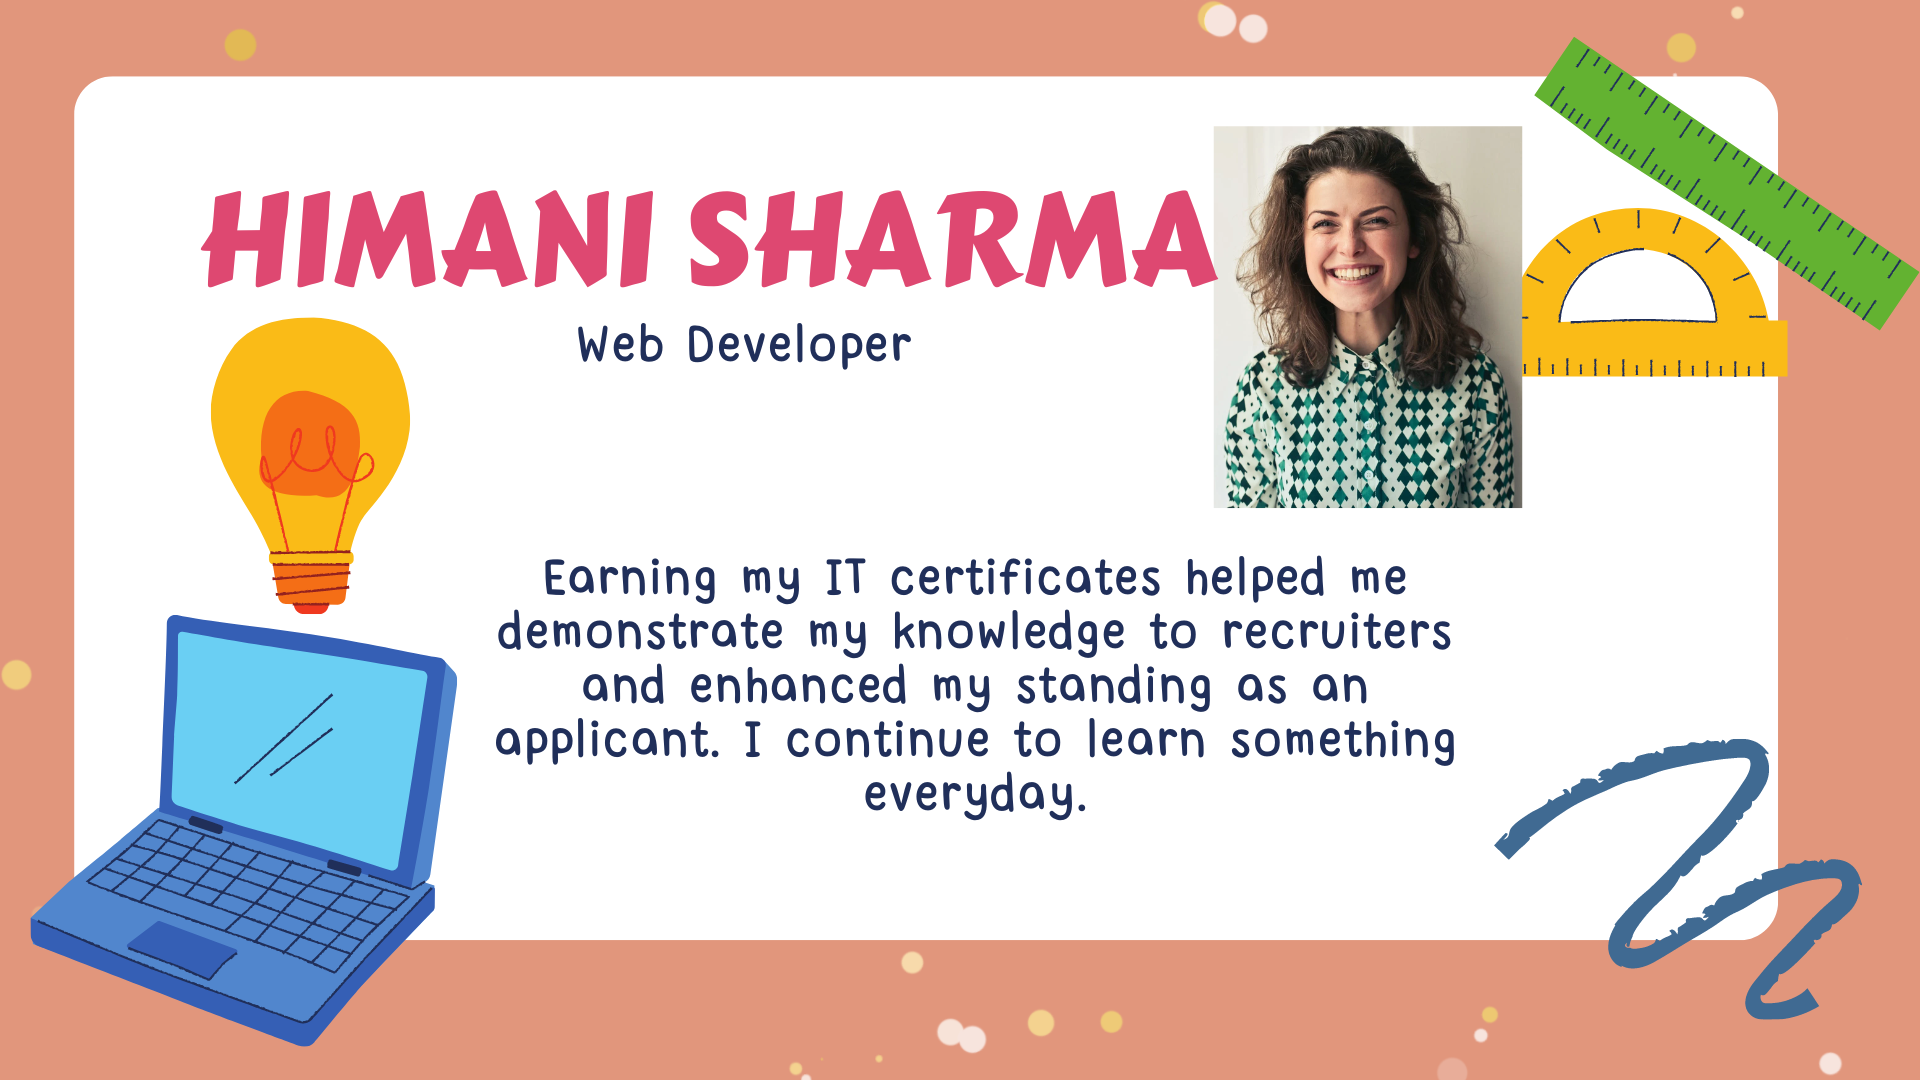 HIMANI SHARMA
Web Developer
Earning my IT certificates helped me
demonstrate my knowledge to recruiters
and enhanced my standing as an
applicant. I continue to learn something
everyday.